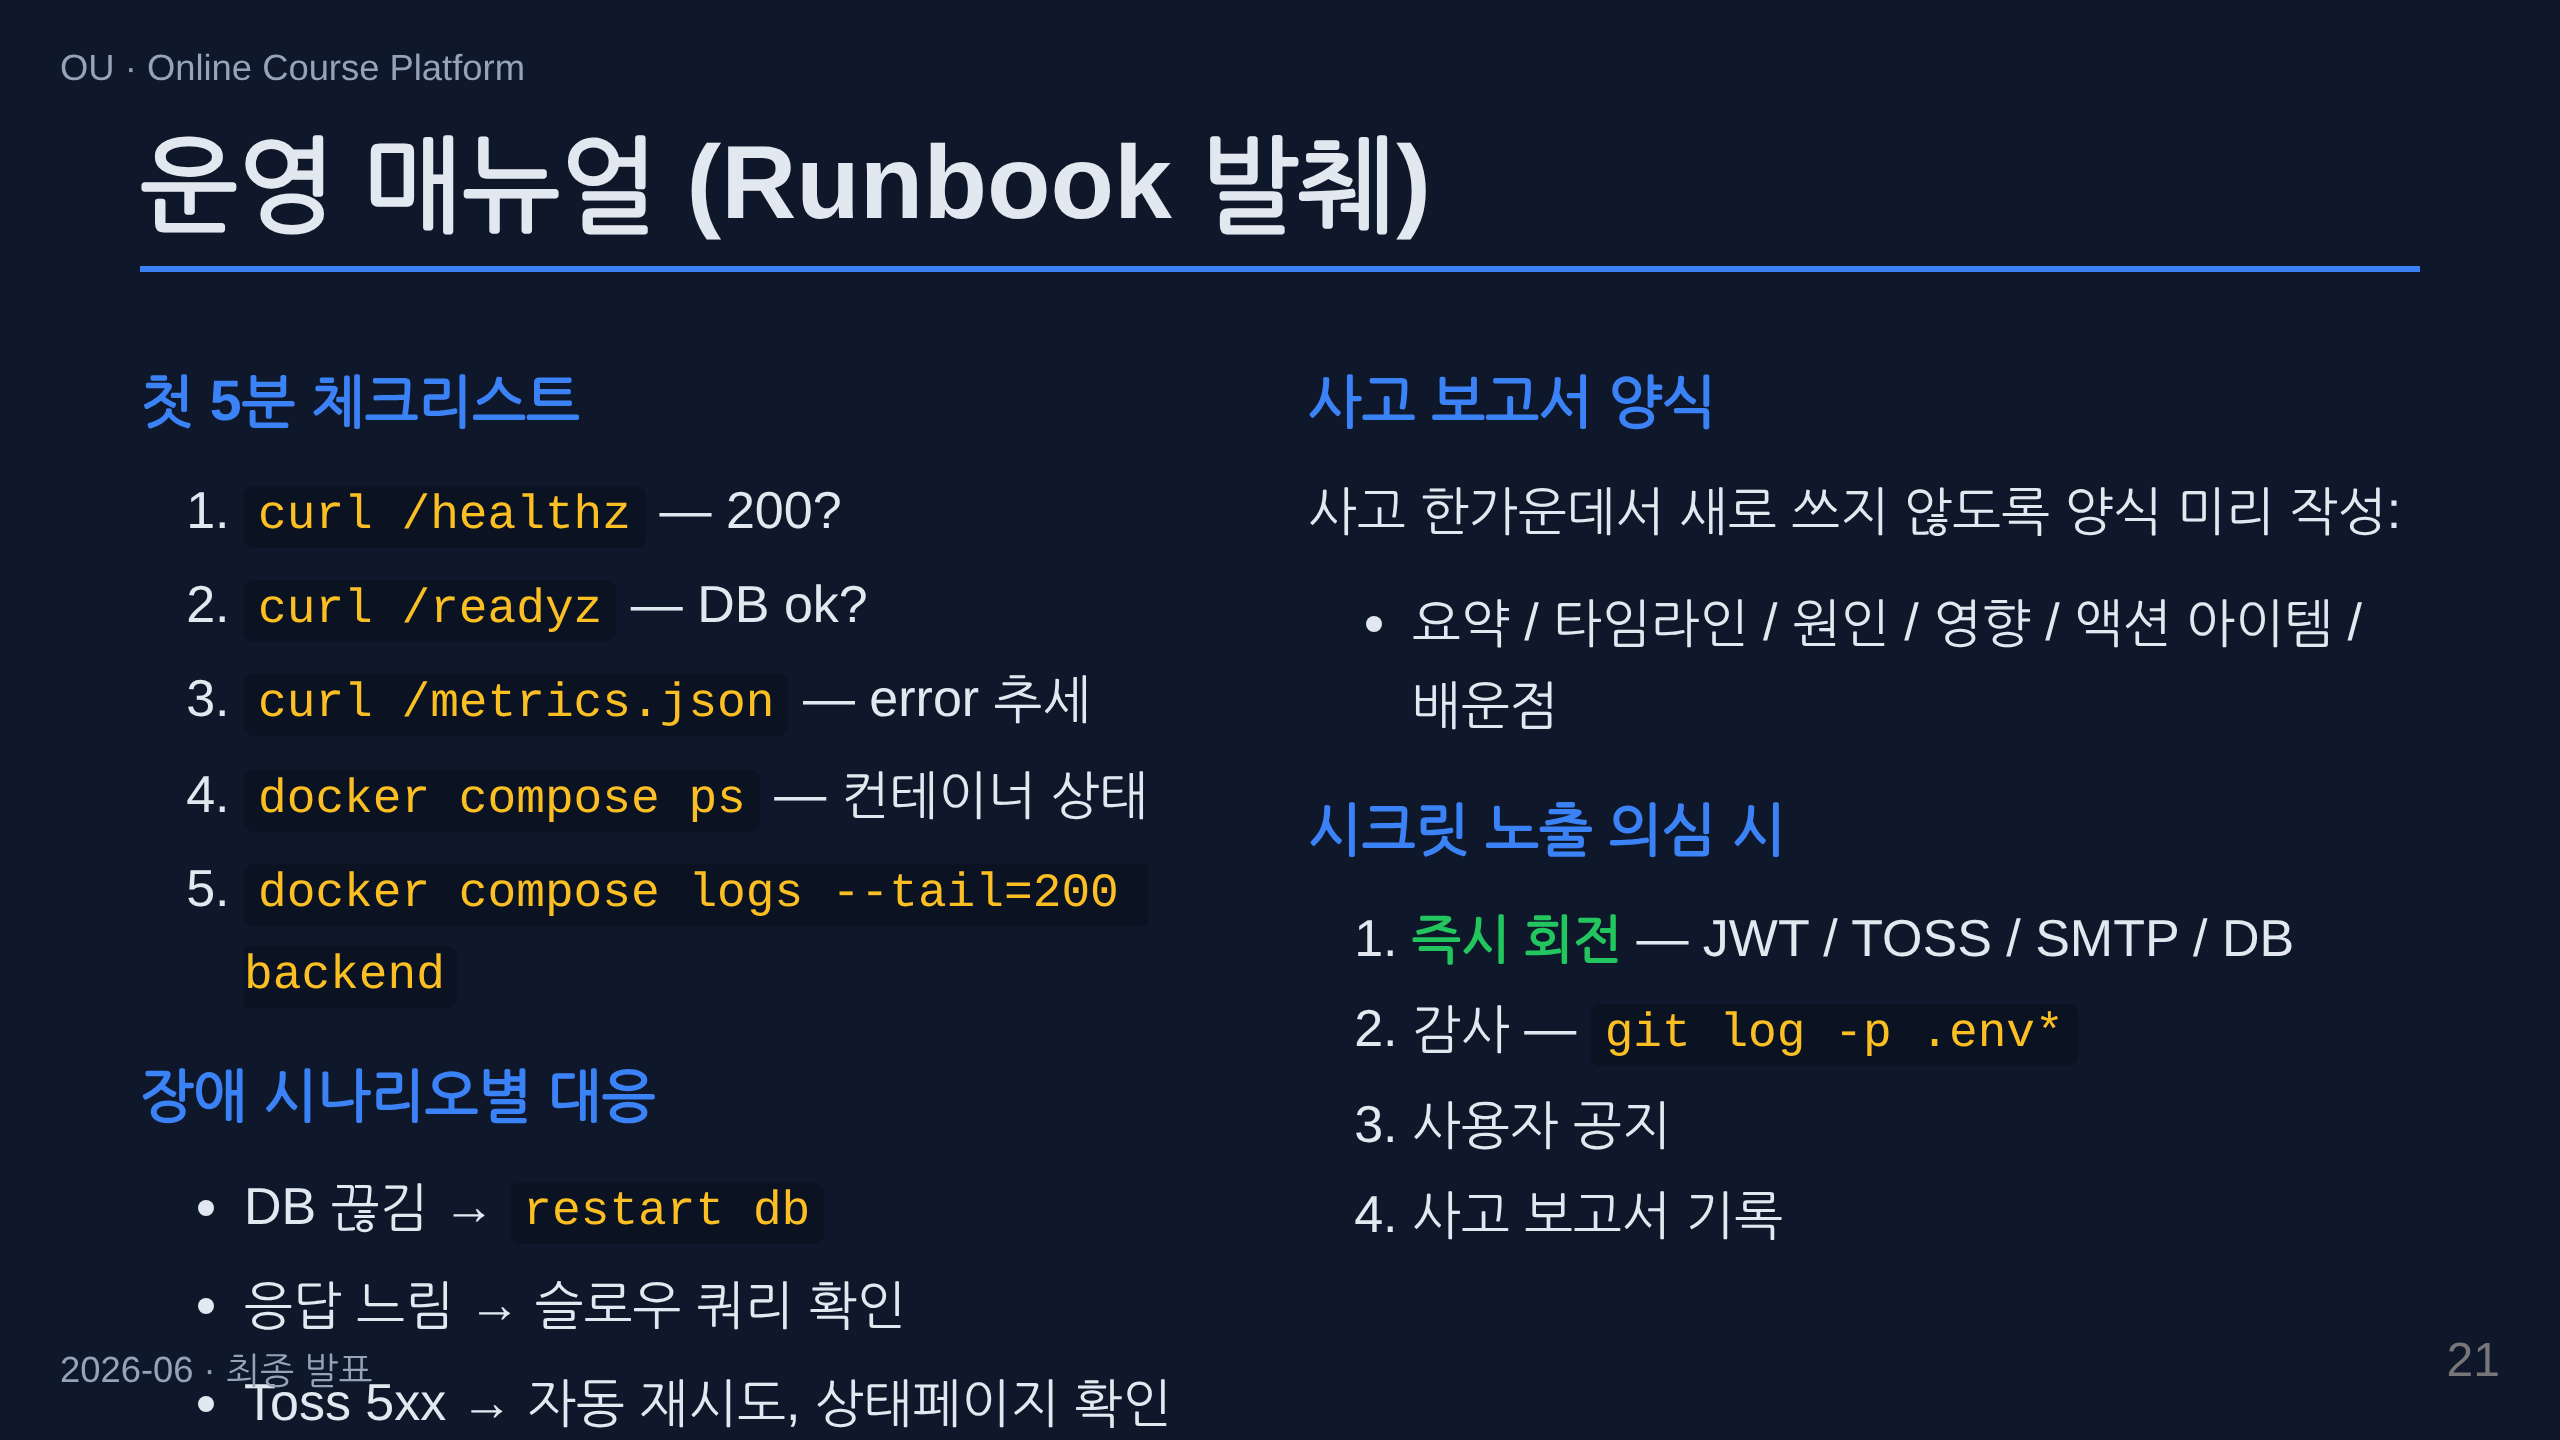 OU · Online Course Platform
운영 매뉴얼 (Runbook 발췌)
첫 5분 체크리스트
1. curl /healthz — 200?
2. curl /readyz — DB ok?
3. curl /metrics.json — error 추세
4. docker compose ps — 컨테이너 상태
5. docker compose logs --tail=200
backend
장애 시나리오별 대응
• DB 끊김 → restart db
• 응답 느림 → 슬로우 쿼리 확인
• Toss 5xx → 자동 재시도, 상태페이지 확인
사고 보고서 양식
사고 한가운데서 새로 쓰지 않도록 양식 미리 작성:
• 요약 / 타임라인 / 원인 / 영향 / 액션 아이템 /
배운점
시크릿 노출 의심 시
1. 즉시 회전 — JWT / TOSS / SMTP / DB
2. 감사 — git log -p .env*
3. 사용자 공지
4. 사고 보고서 기록
2026-06 · 최종 발표
21